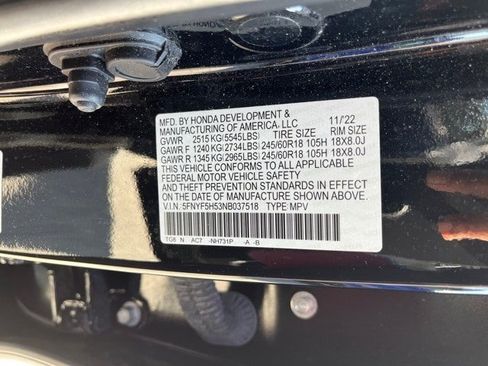 MFD. BY HONDA DEVELOPMENT & 11/22
MANUFACTURING OF AMERICA, LLC
GVWR 2515 KG(5545LBS) TIRE SIZE RIM SIZE
GAWR F 1240 KG(2734LBS) 245/60R18 105H 18X8.0J
GAWR R 1345 KG(2965LBS) 245/60R18 105H 18X8.0J
THIS VEHICLE CONFORMS TO ALL APPLICABLE
FEDERAL MOTOR VEHICLE SAFETY
AND THEFT PREVENTION STANDARDS IN EFFECT
ON THE DATE OF MANUFACTURE SHOWN ABOVE.
V.I.N. 5FNYF5H53NB037518 TYPE: MPV
TG8 N AC7 -NH731P -A -B